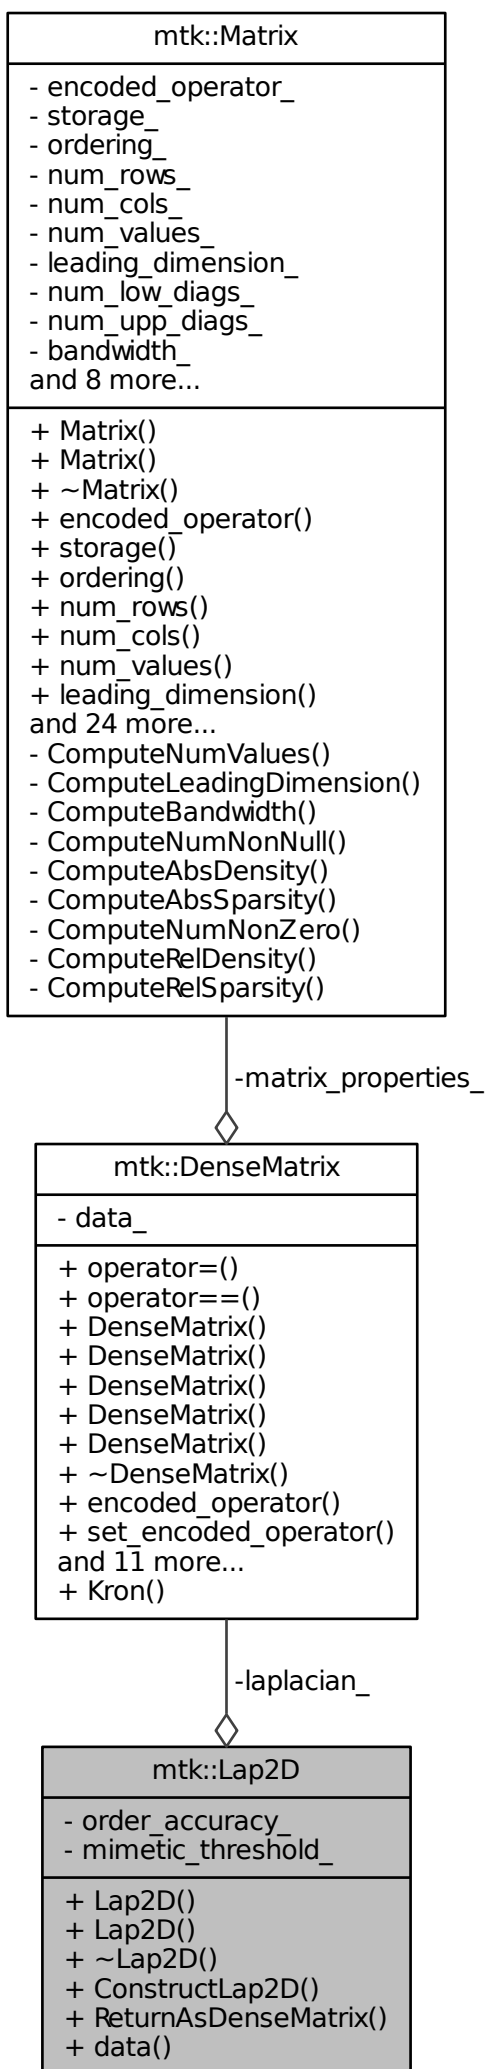 mtk::Matrix
- encoded_operator_
- storage_
- ordering_
- num_rows_
- num_cols_
- num_values_
- leading_dimension_
- num_low_diags_
- num_upp_diags_
- bandwidth_
and 8 more...
+ Matrix()
+ Matrix()
+ ~Matrix()
+ encoded_operator()
+ storage()
+ ordering()
+ num_rows()
+ num_cols()
+ num_values()
+ leading_dimension()
and 24 more...
- ComputeNumValues()
- ComputeLeadingDimension()
- ComputeBandwidth()
- ComputeNumNonNull()
- ComputeAbsDensity()
- ComputeAbsSparsity()
- ComputeNumNonZero()
- ComputeRelDensity()
- ComputeRelSparsity()
-matrix_properties_
mtk::DenseMatrix
- data_
+ operator=()
+ operator==()
+ DenseMatrix()
+ DenseMatrix()
+ DenseMatrix()
+ DenseMatrix()
+ DenseMatrix()
+ ~DenseMatrix()
+ encoded_operator()
+ set_encoded_operator()
and 11 more...
+ Kron()
-laplacian_
mtk::Lap2D
- order_accuracy_
- mimetic_threshold_
+ Lap2D()
+ Lap2D()
+ ~Lap2D()
+ ConstructLap2D()
+ ReturnAsDenseMatrix()
+ data()